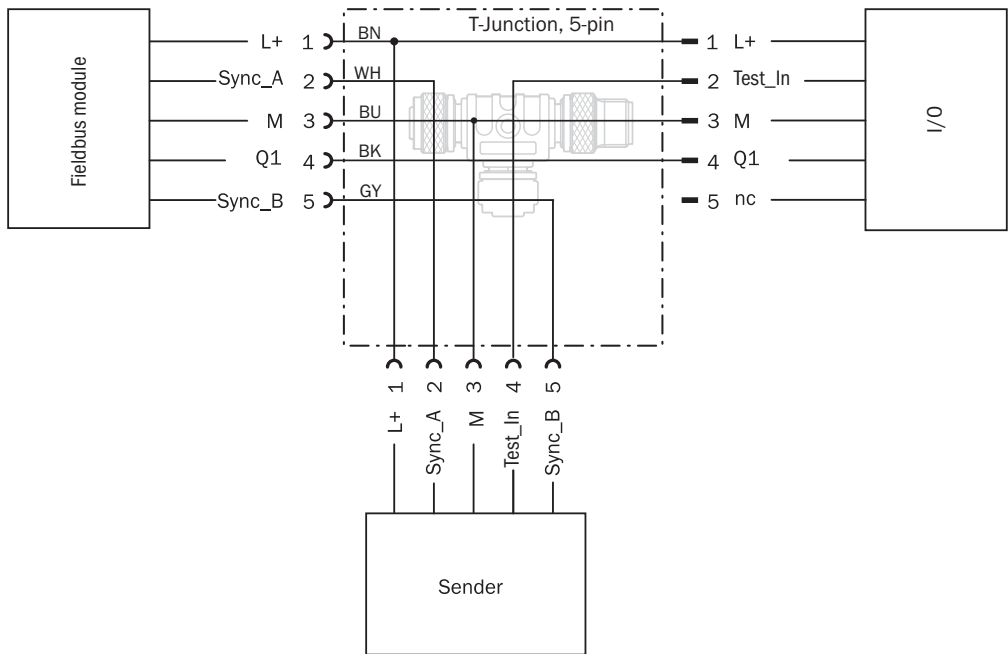 T-Junction, 5-pin
Fieldbus module
L+ 1 BN
Sync_A 2 WH
M 3 BU
Q1 4 BK
Sync_B 5 GY
1 L+
2 Test_In
3 M
4 Q1
5 nc
I/O
1 L+
2 Sync_A
3 M
4 Test_In
5 Sync_B
Sender